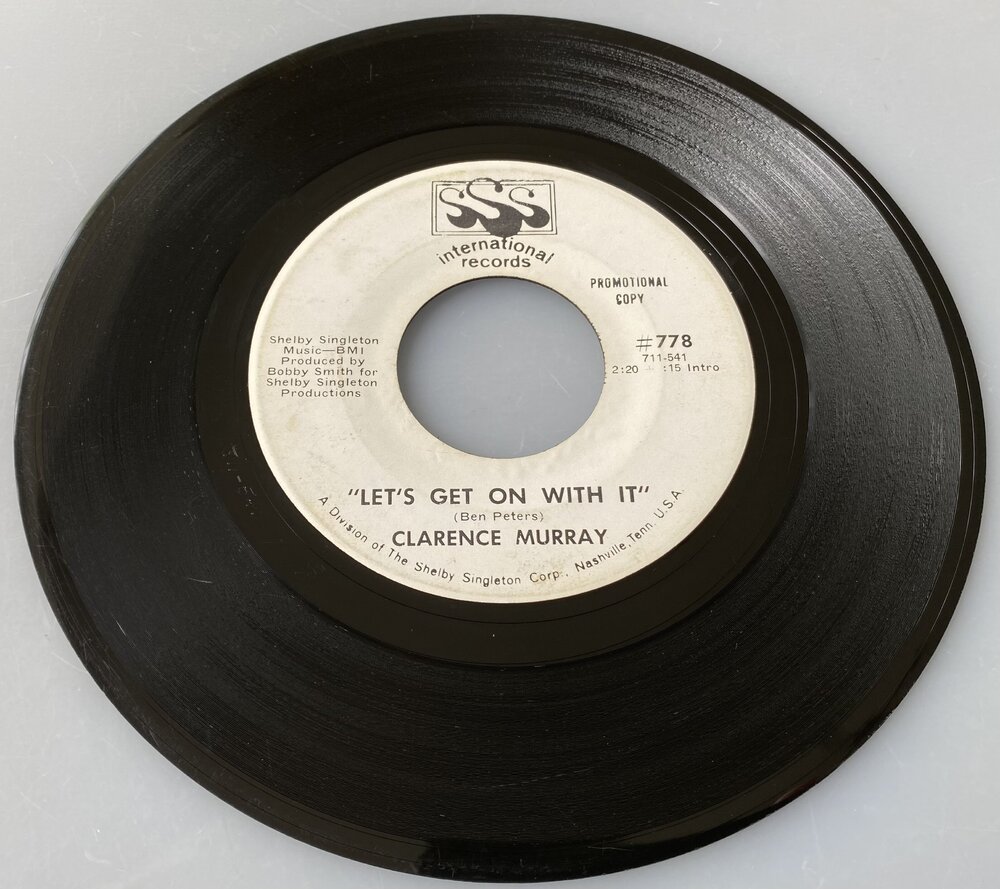 SSS
international
records
PROMOTIONAL
COPY
Shelby Singleton
Music—BMI
Produced by
Bobby Smith for
Shelby Singleton
Productions
#778
711-541
2:20 :15 Intro
"LET'S GET ON WITH IT"
(Ben Peters)
CLARENCE MURRAY
A Division of The Shelby Singleton Corp., Nashville, Tenn. U.S.A